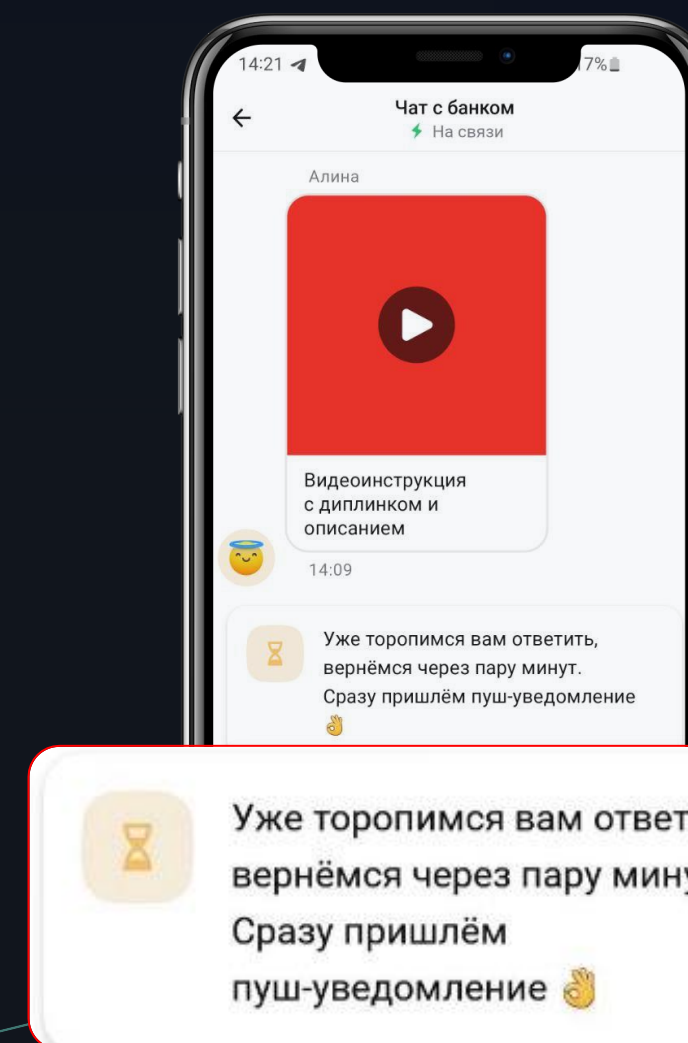 14:21
7%
Чат с банком
На связи
Алина
Видеоинструкция
с диплинком и
описанием
14:09
Уже торопимся вам ответить,
вернёмся через пару минут.
Сразу пришлём пуш-уведомление
👌
Уже торопимся вам ответ
вернёмся через пару мину
Сразу пришлём
пуш-уведомление 👌